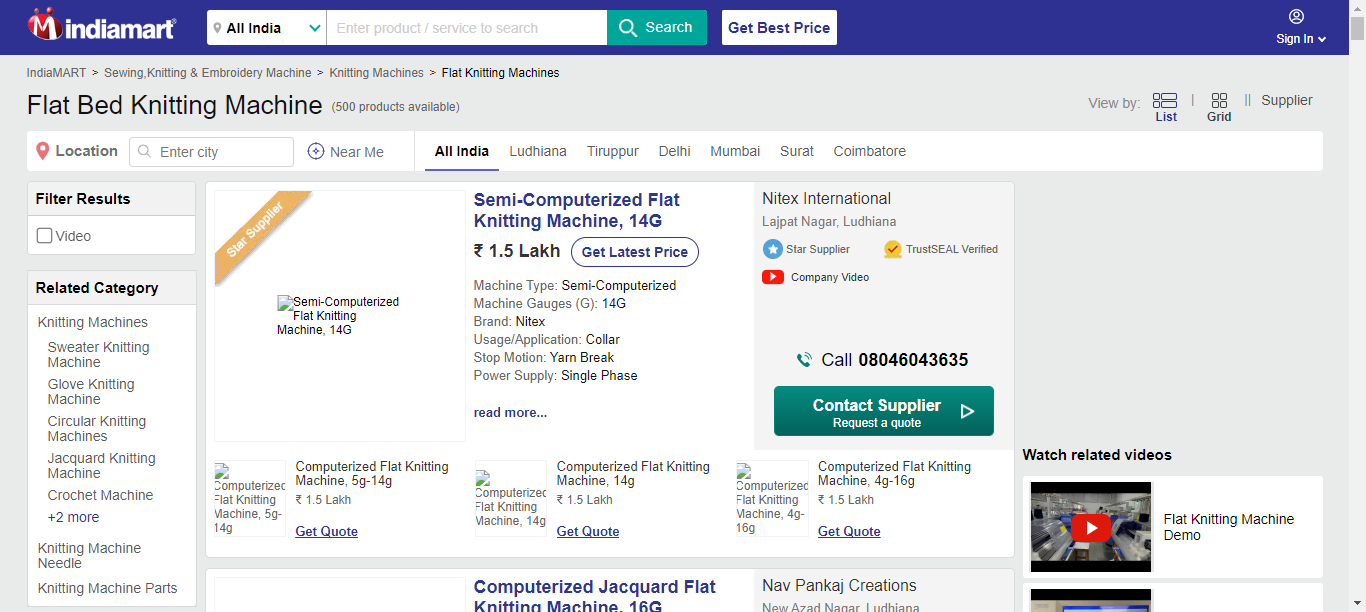 indiamart
All India
Enter product / service to search
Search
Get Best Price
Sign In
IndiaMART > Sewing,Knitting & Embroidery Machine > Knitting Machines > Flat Knitting Machines
Flat Bed Knitting Machine (500 products available)
View by:
List
Grid
Supplier
Location
Enter city
Near Me
All India
Ludhiana
Tiruppur
Delhi
Mumbai
Surat
Coimbatore
Filter Results
Video
Related Category
Knitting Machines
Sweater Knitting
Machine
Glove Knitting
Machine
Circular Knitting
Machines
Jacquard Knitting
Machine
Crochet Machine
+2 more
Knitting Machine
Needle
Knitting Machine Parts
Star Supplier
Semi-Computerized
Flat Knitting
Machine, 14G
Semi-Computerized Flat
Knitting Machine, 14G
₹ 1.5 Lakh
Get Latest Price
Machine Type: Semi-Computerized
Machine Gauges (G): 14G
Brand: Nitex
Usage/Application: Collar
Stop Motion: Yarn Break
Power Supply: Single Phase
read more...
Nitex International
Lajpat Nagar, Ludhiana
Star Supplier
TrustSEAL Verified
Company Video
Call 08046043635
Contact Supplier
Request a quote
Computerized
Flat Knitting
Machine, 5g-
14g
Computerized Flat Knitting
Machine, 5g-14g
₹ 1.5 Lakh
Get Quote
Computerized
Flat Knitting
Machine, 14g
Computerized Flat Knitting
Machine, 14g
₹ 1.5 Lakh
Get Quote
Computerized
Flat Knitting
Machine, 4g-
16g
Computerized Flat Knitting
Machine, 4g-16g
₹ 1.5 Lakh
Get Quote
Watch related videos
Flat Knitting Machine
Demo
Computerized Jacquard Flat
Knitting Machine, 16G
Nav Pankaj Creations
New Azad Nagar, Ludhiana